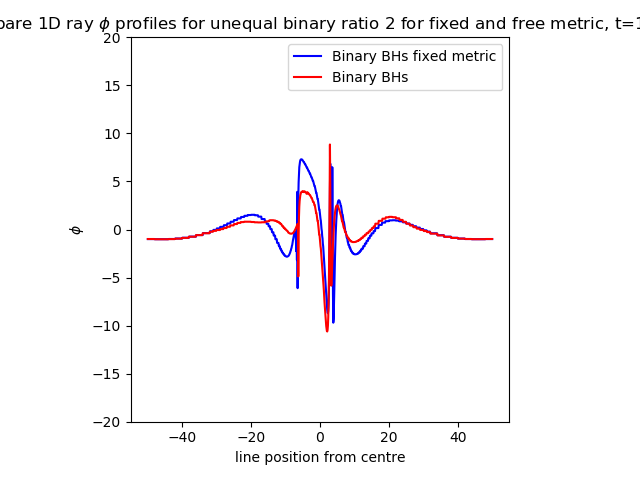 pare 1D ray ϕ profiles for unequal binary ratio 2 for fixed and free metric, t=1
Binary BHs fixed metric
Binary BHs
20
15
10
5
0
−5
−10
−15
−20
ϕ
−40 −20 0 20 40
line position from centre